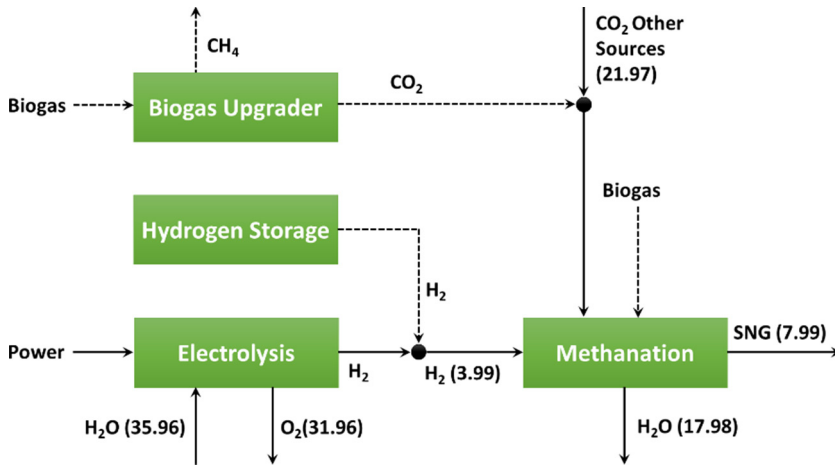 CH4
CO2 Other
Sources
(21.97)
Biogas
Biogas Upgrader
CO2
Biogas
Hydrogen Storage
H2
Power
Electrolysis
H2
H2 (3.99)
Methanation
SNG (7.99)
H2O (35.96)
O2(31.96)
H2O (17.98)